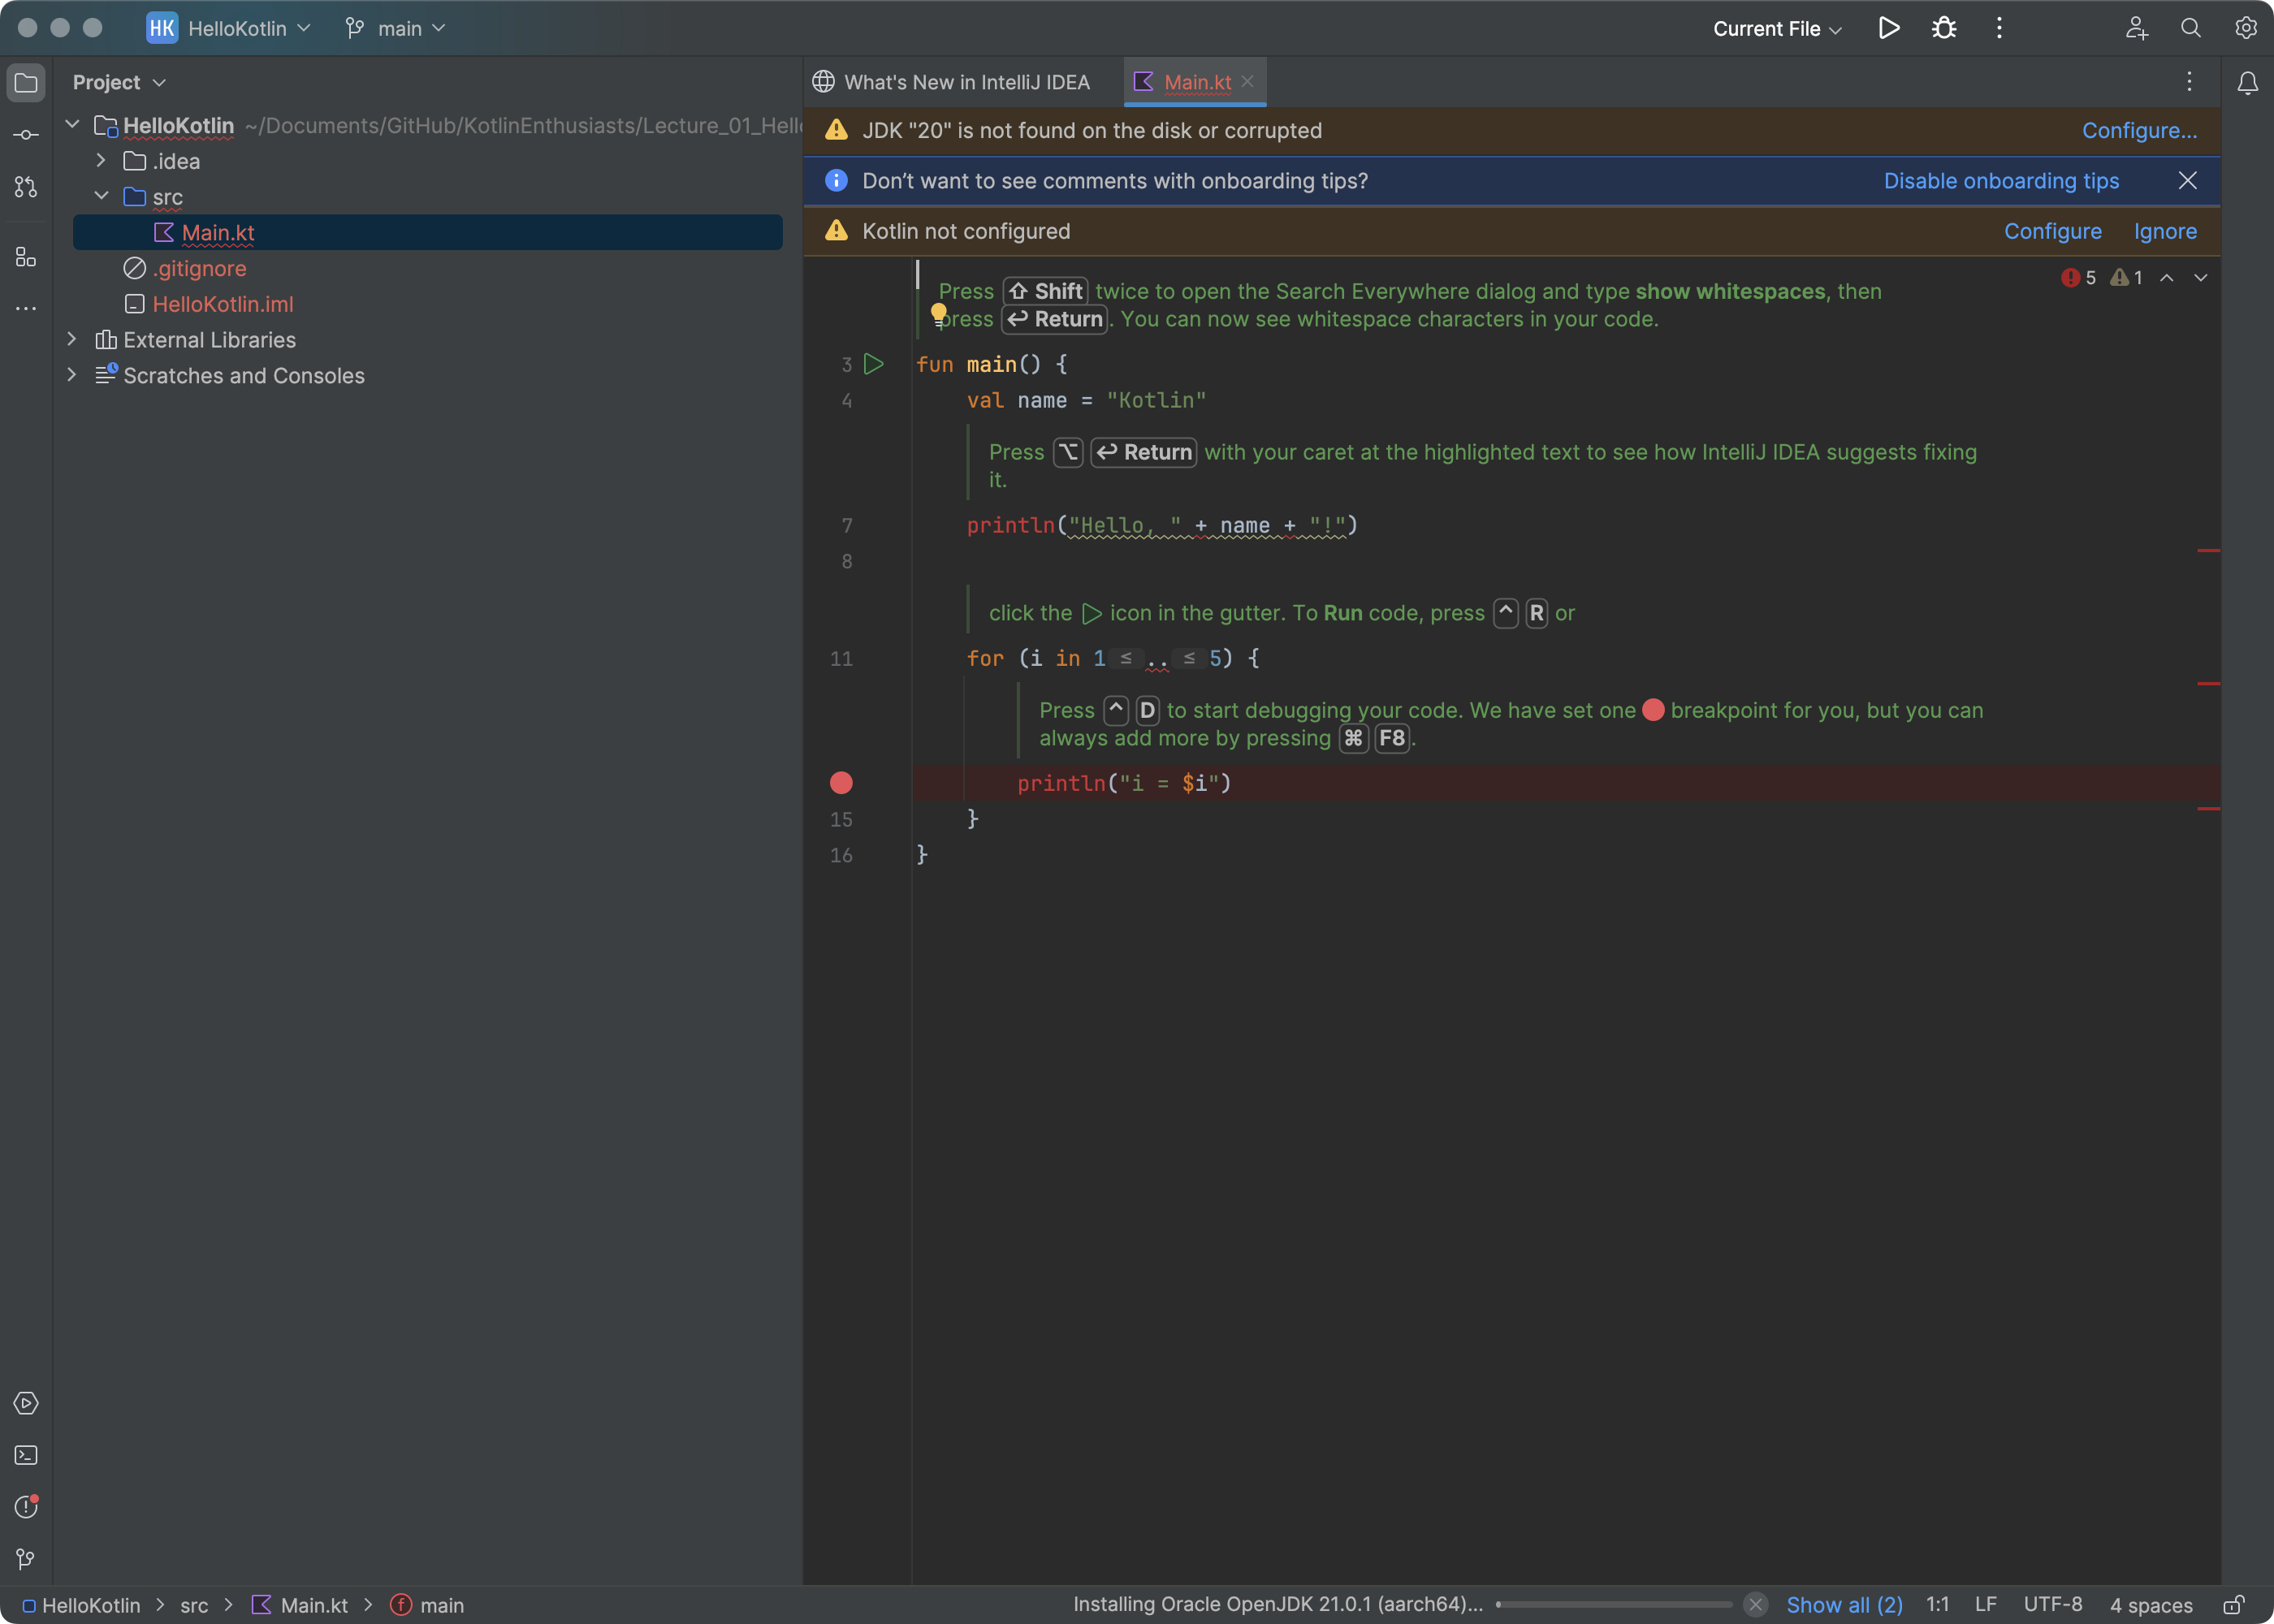 HK HelloKotlin main Current File
Project
HelloKotlin ~/Documents/GitHub/KotlinEnthusiasts/Lecture_01_Hell
.idea
src
Main.kt
.gitignore
HelloKotlin.iml
External Libraries
Scratches and Consoles
What's New in IntelliJ IDEA Main.kt
JDK "20" is not found on the disk or corrupted Configure...
Don’t want to see comments with onboarding tips? Disable onboarding tips
Kotlin not configured Configure Ignore
5 1
Press ⇧ Shift twice to open the Search Everywhere dialog and type show whitespaces, then
press ↩ Return. You can now see whitespace characters in your code.
3 fun main() {
4 val name = "Kotlin"
Press ⌥ ↩ Return with your caret at the highlighted text to see how IntelliJ IDEA suggests fixing
it.
7 println("Hello, " + name + "!")
8
click the ▷ icon in the gutter. To Run code, press ^ R or
11 for (i in 1 ≤ .. ≤ 5) {
Press ^ D to start debugging your code. We have set one breakpoint for you, but you can
always add more by pressing ⌘ F8.
println("i = $i")
15 }
16 }
HelloKotlin > src > Main.kt > f main Installing Oracle OpenJDK 21.0.1 (aarch64)... Show all (2) 1:1 LF UTF-8 4 spaces